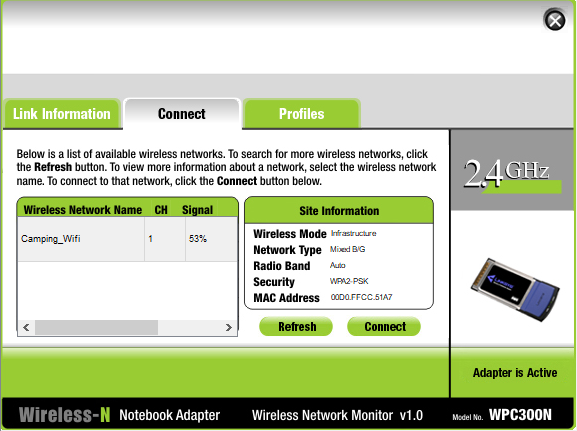 Link Information Connect Profiles
Below is a list of available wireless networks. To search for more wireless networks, click
the Refresh button. To view more information about a network, select the wireless network
name. To connect to that network, click the Connect button below.
2.4GHz
Wireless Network Name CH Signal
Camping_Wifi 1 53%
Site Information
Wireless Mode Infrastructure
Network Type Mixed B/G
Radio Band Auto
Security WPA2-PSK
MAC Address 00D0.FFCC.51A7
Refresh Connect
Adapter is Active
Wireless-N Notebook Adapter Wireless Network Monitor v1.0 Model No. WPC300N